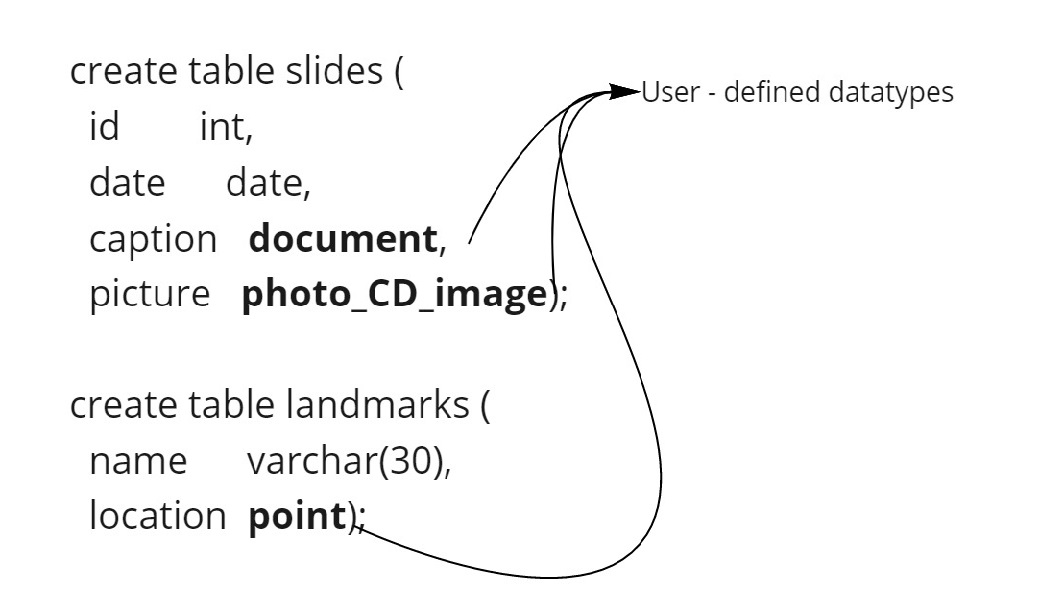 create table slides (
id int,
date date,
caption document,
picture photo_CD_image);
create table landmarks (
name varchar(30),
location point);
User - defined datatypes